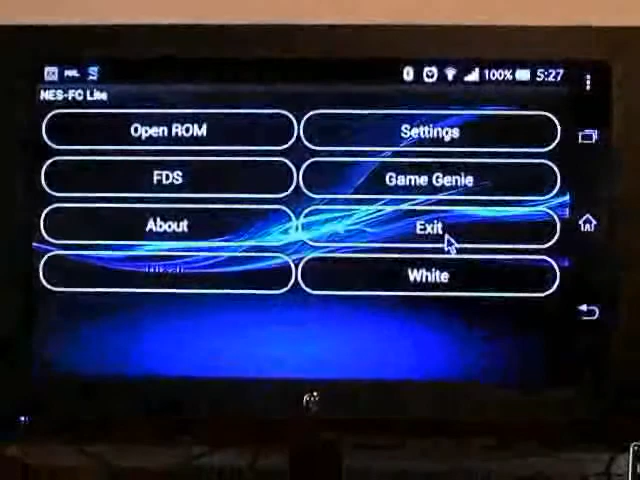 100% 5:27
NES-FC Lite
Open ROM
Settings
FDS
Game Genie
About
Exit
White